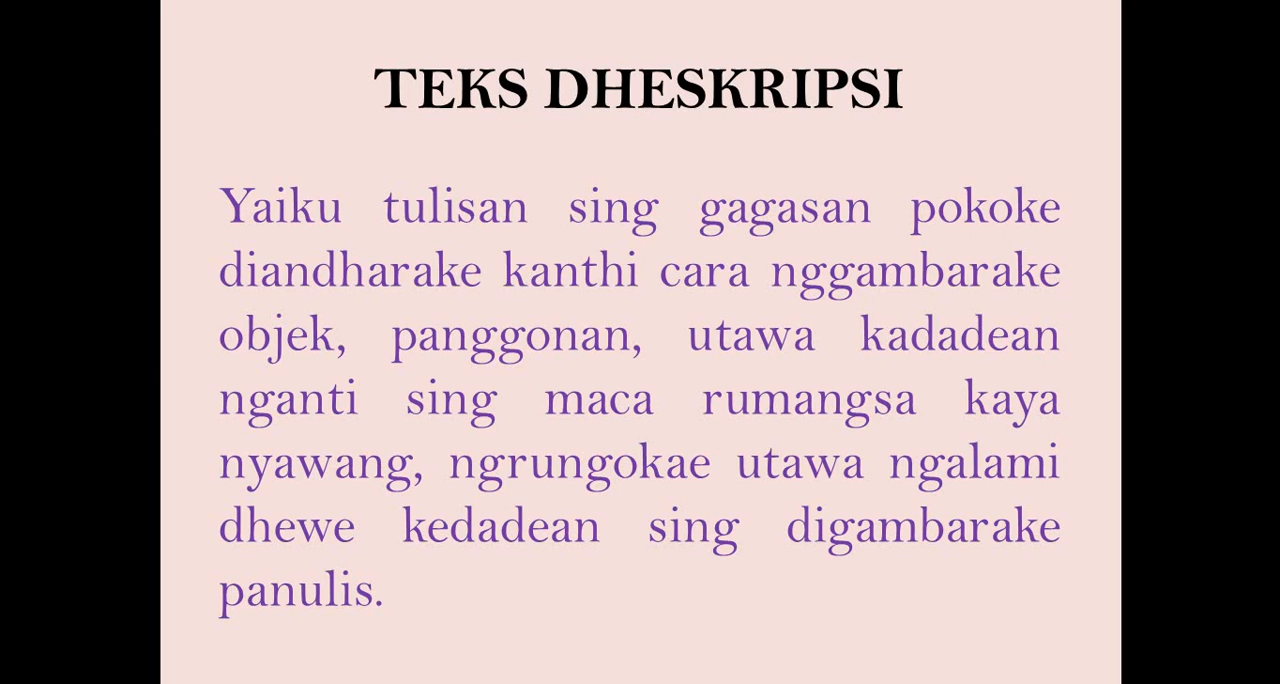 TEKS DHESKRIPSI
Yaiku tulisan sing gagasan pokoke
diandharake kanthi cara nggambarake
objek, panggonan, utawa kadadean
nganti sing maca rumangsa kaya
nyawang, ngrungokae utawa ngalami
dhewe kedadean sing digambarake
panulis.